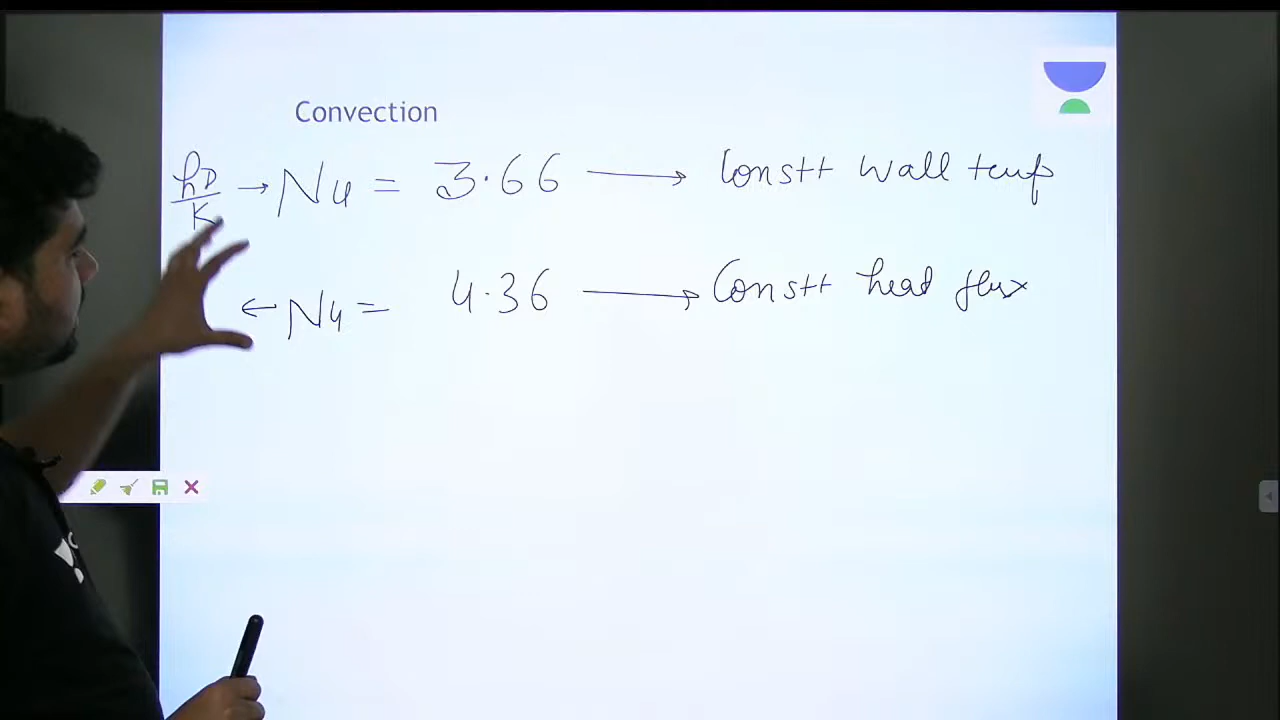 Convection
hD/K → Nu = 3.66 → Constt wall temp
← Nu = 4.36 → Constt heat flux